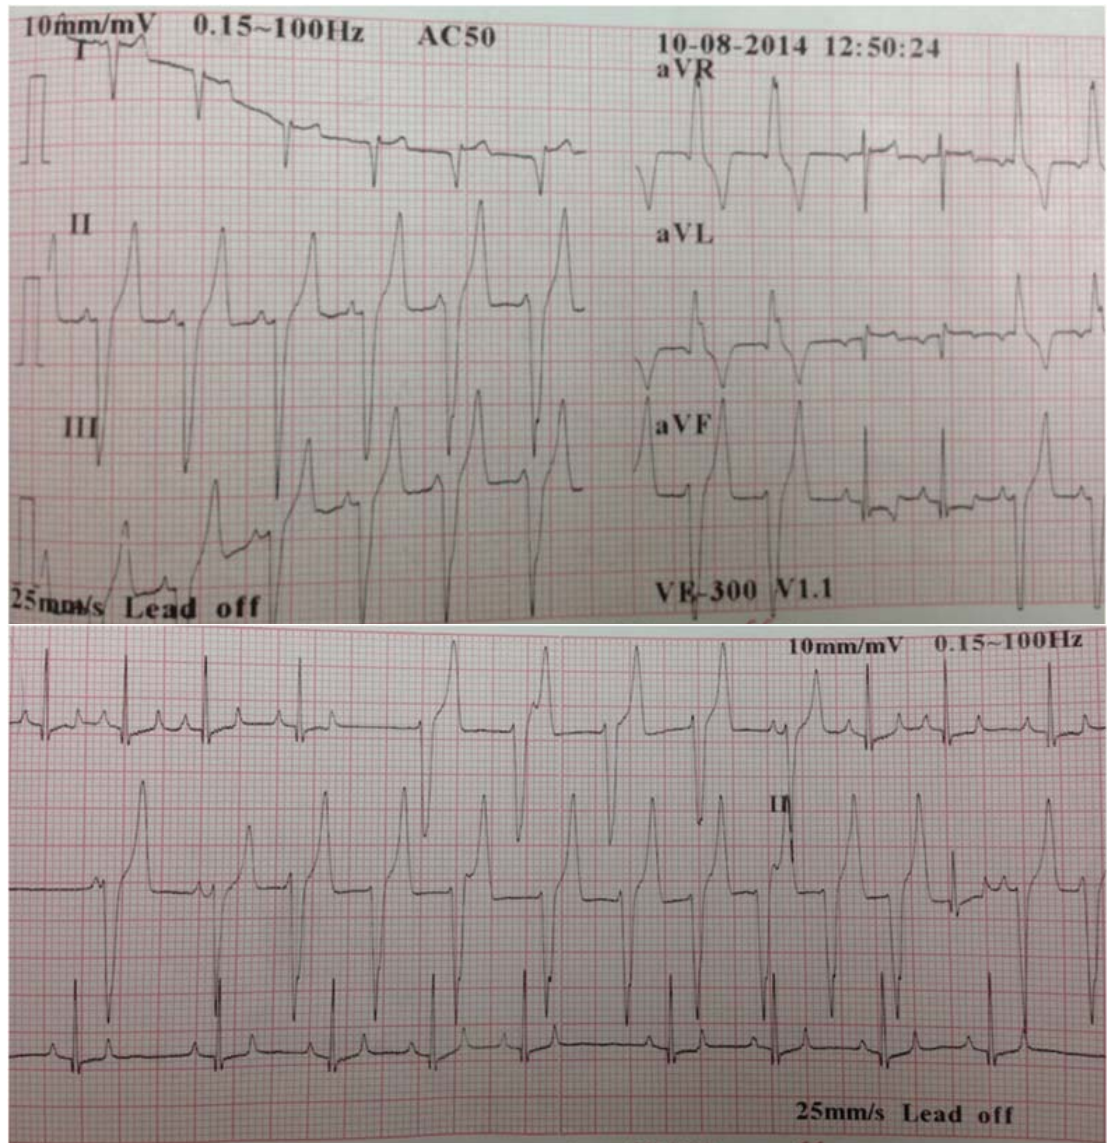 10mm/mV 0.15~100Hz AC50
10-08-2014 12:50:24
I
aVR
II
aVL
III
aVF
25mm/s Lead off
VE-300 V1.1
10mm/mV 0.15~100Hz
II
25mm/s Lead off